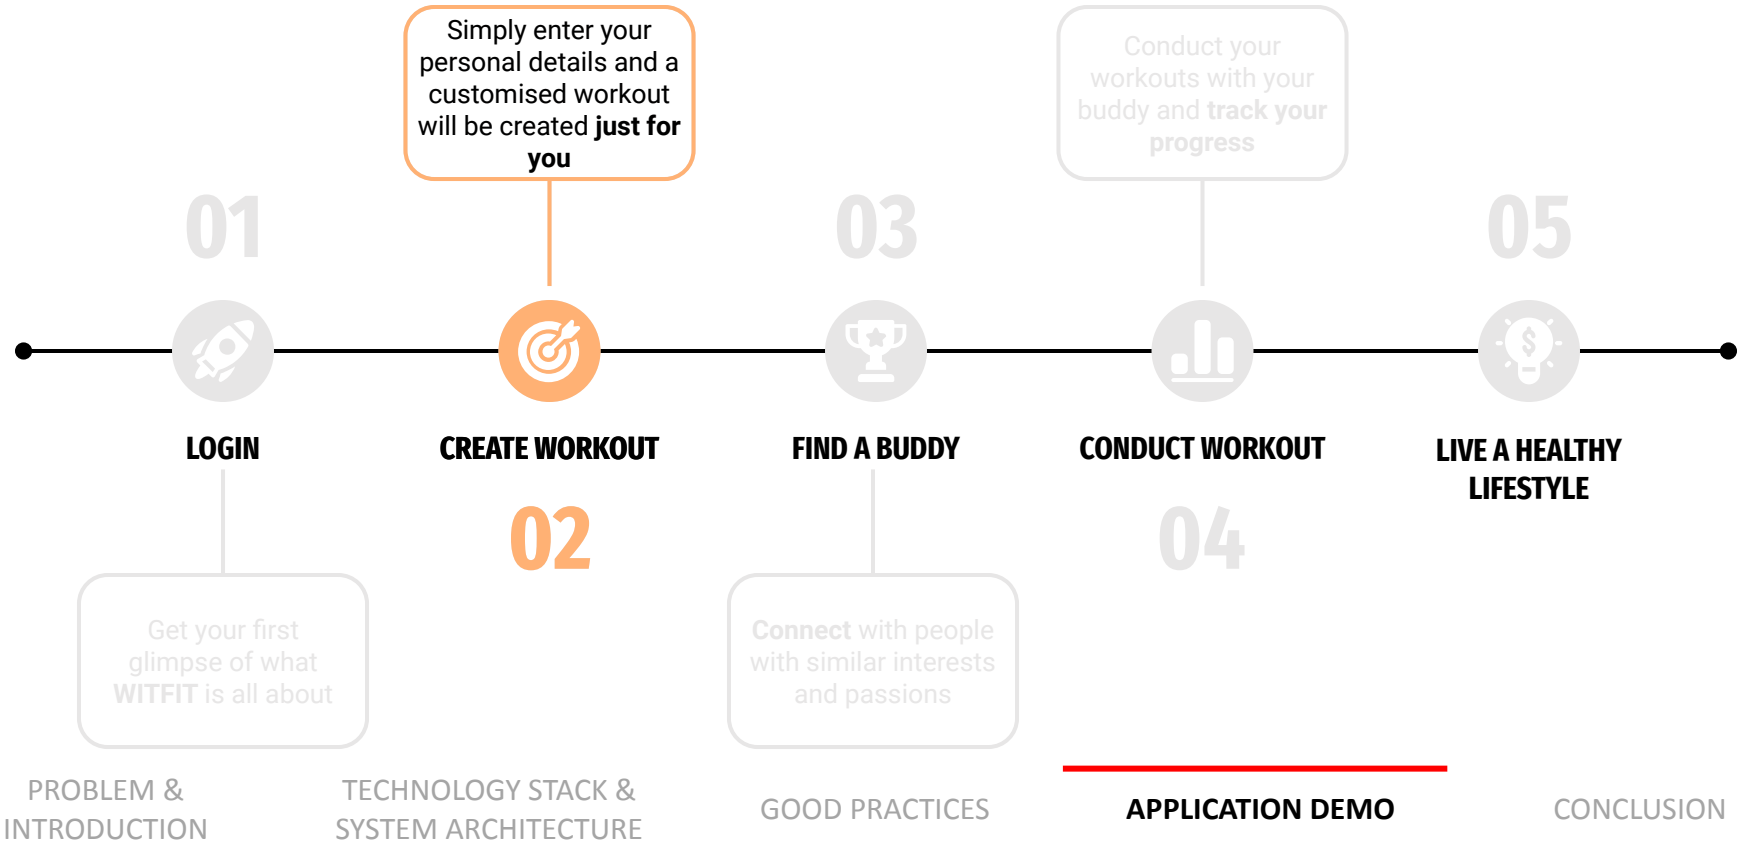 Simply enter your
personal details and a
customised workout
will be created just for
you
Conduct your
workouts with your
buddy and track your
progress
01
03
05
LOGIN
CREATE WORKOUT
FIND A BUDDY
CONDUCT WORKOUT
LIVE A HEALTHY
LIFESTYLE
02
04
Get your first
glimpse of what
WITFIT is all about
Connect with people
with similar interests
and passions
PROBLEM &
INTRODUCTION
TECHNOLOGY STACK &
SYSTEM ARCHITECTURE
GOOD PRACTICES
APPLICATION DEMO
CONCLUSION